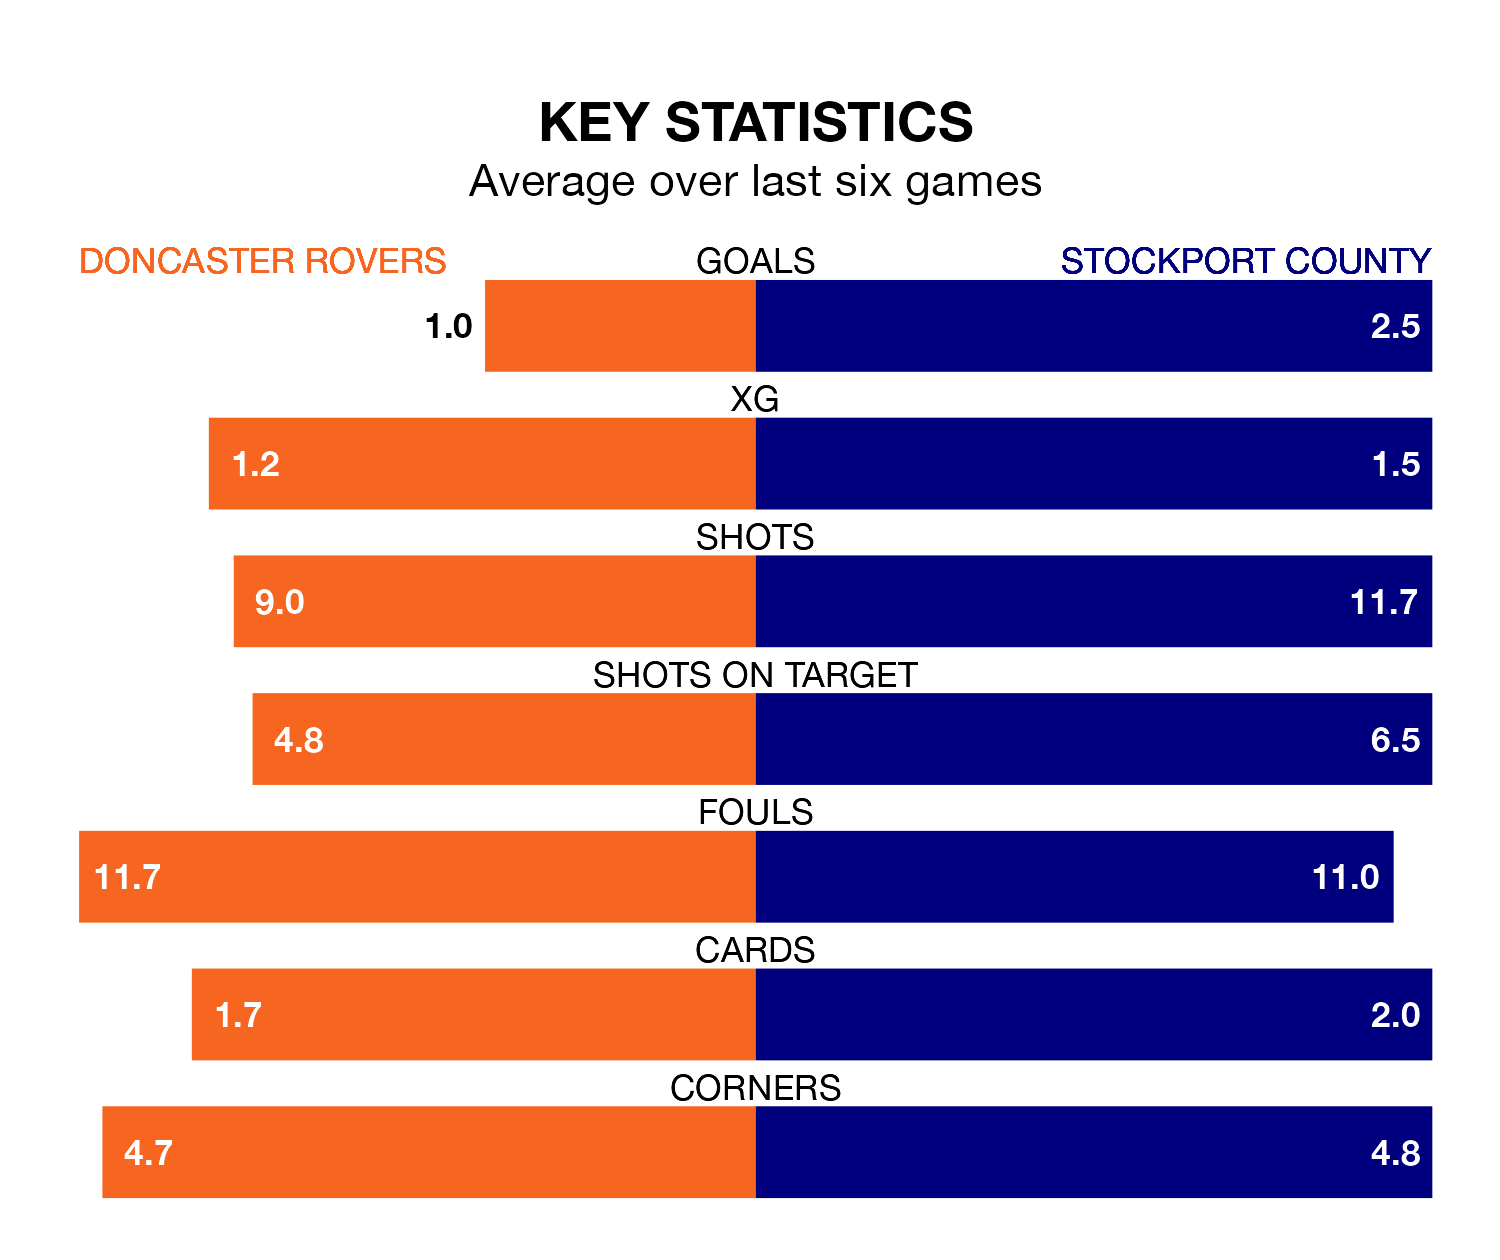 KEY STATISTICS
Average over last six games
DONCASTER ROVERS GOALS STOCKPORT COUNTY
1.0 2.5
XG
1.2 1.5
SHOTS
9.0 11.7
SHOTS ON TARGET
4.8 6.5
FOULS
11.7 11.0
CARDS
1.7 2.0
CORNERS
4.7 4.8